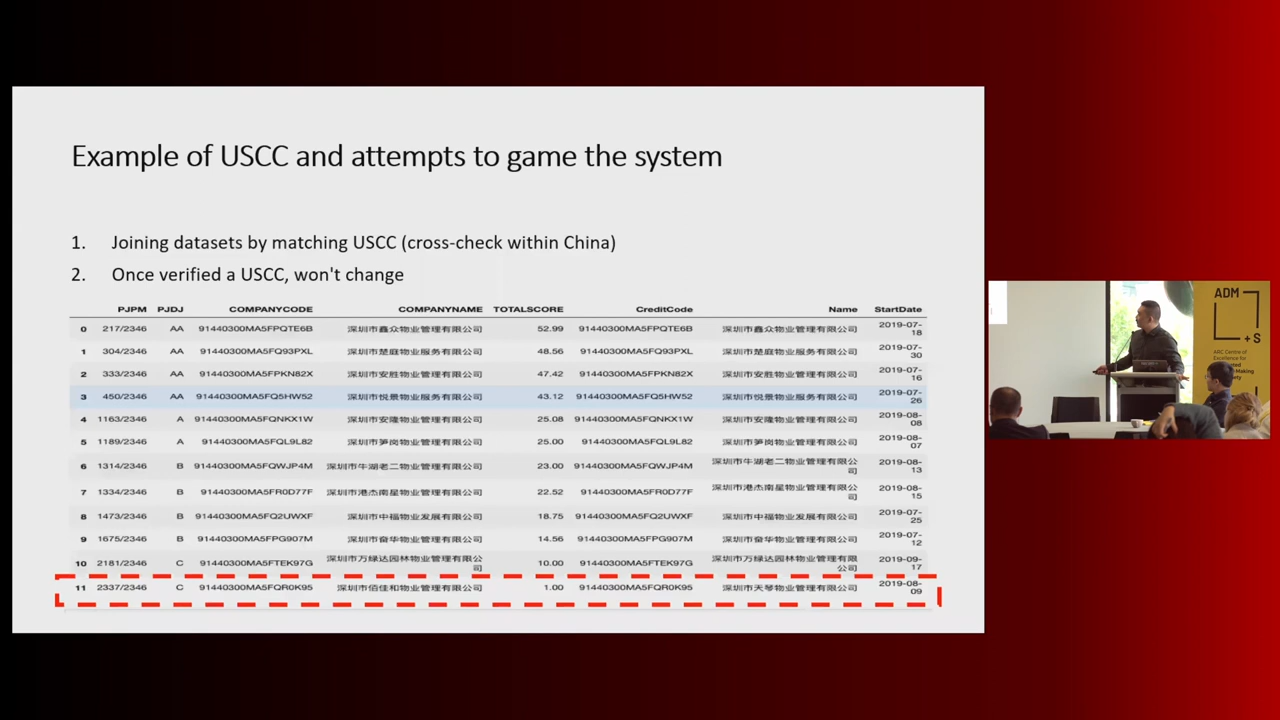 Example of USCC and attempts to game the system
1. Joining datasets by matching USCC (cross-check within China)
2. Once verified a USCC, won't change
PJPM PJDJ COMPANYCODE COMPANYNAME TOTALSCORE CreditCode Name StartDate
0 217/2346 AA 91440300MA5FPQTE6B 深圳市鑫众物业管理有限公司 52.99 91440300MA5FPQTE6B 深圳市鑫众物业管理有限公司 2019-07-
18
1 304/2346 AA 91440300MA5FQ93PXL 深圳市楚庭物业服务有限公司 48.56 91440300MA5FQ93PXL 深圳市楚庭物业服务有限公司 2019-07-
30
2 333/2346 AA 91440300MA5FPKN82X 深圳市安胜物业管理有限公司 47.42 91440300MA5FPKN82X 深圳市安胜物业管理有限公司 2019-07-
16
3 450/2346 AA 91440300MA5FQ5HW52 深圳市悦景物业服务有限公司 43.12 91440300MA5FQ5HW52 深圳市悦景物业服务有限公司 2019-07-
26
4 1163/2346 A 91440300MA5FQNKX1W 深圳市安隆物业管理有限公司 25.08 91440300MA5FQNKX1W 深圳市安隆物业管理有限公司 2019-08-
08
5 1189/2346 A 91440300MA5FQL9L82 深圳市笋岗物业管理有限公司 25.00 91440300MA5FQL9L82 深圳市笋岗物业管理有限公司 2019-08-
07
6 1314/2346 B 91440300MA5FQWJP4M 深圳市牛湖老二物业管理有限公司 23.00 91440300MA5FQWJP4M 深圳市牛湖老二物业管理有限公
司 2019-08-
13
7 1334/2346 B 91440300MA5FR0D77F 深圳市港杰南星物业管理有限公司 22.52 91440300MA5FR0D77F 深圳市港杰南星物业管理有限公
司 2019-08-
15
8 1473/2346 B 91440300MA5FQ2UWXF 深圳市中福物业发展有限公司 18.75 91440300MA5FQ2UWXF 深圳市中福物业发展有限公司 2019-07-
25
9 1675/2346 B 91440300MA5FPG907M 深圳市奋华物业管理有限公司 14.56 91440300MA5FPG907M 深圳市奋华物业管理有限公司 2019-07-
12
10 2181/2346 C 91440300MA5FTEK97G 深圳市万绿达园林物业管理有限公
司 10.00 91440300MA5FTEK97G 深圳市万绿达园林物业管理有限
公司 2019-09-
17
11 2337/2346 C 91440300MA5FQR0K95 深圳市佰佳和物业管理有限公司 1.00 91440300MA5FQR0K95 深圳市天琴物业管理有限公司 2019-08-
09
ADM
+S
ARC Centre of
Excellence for
Making